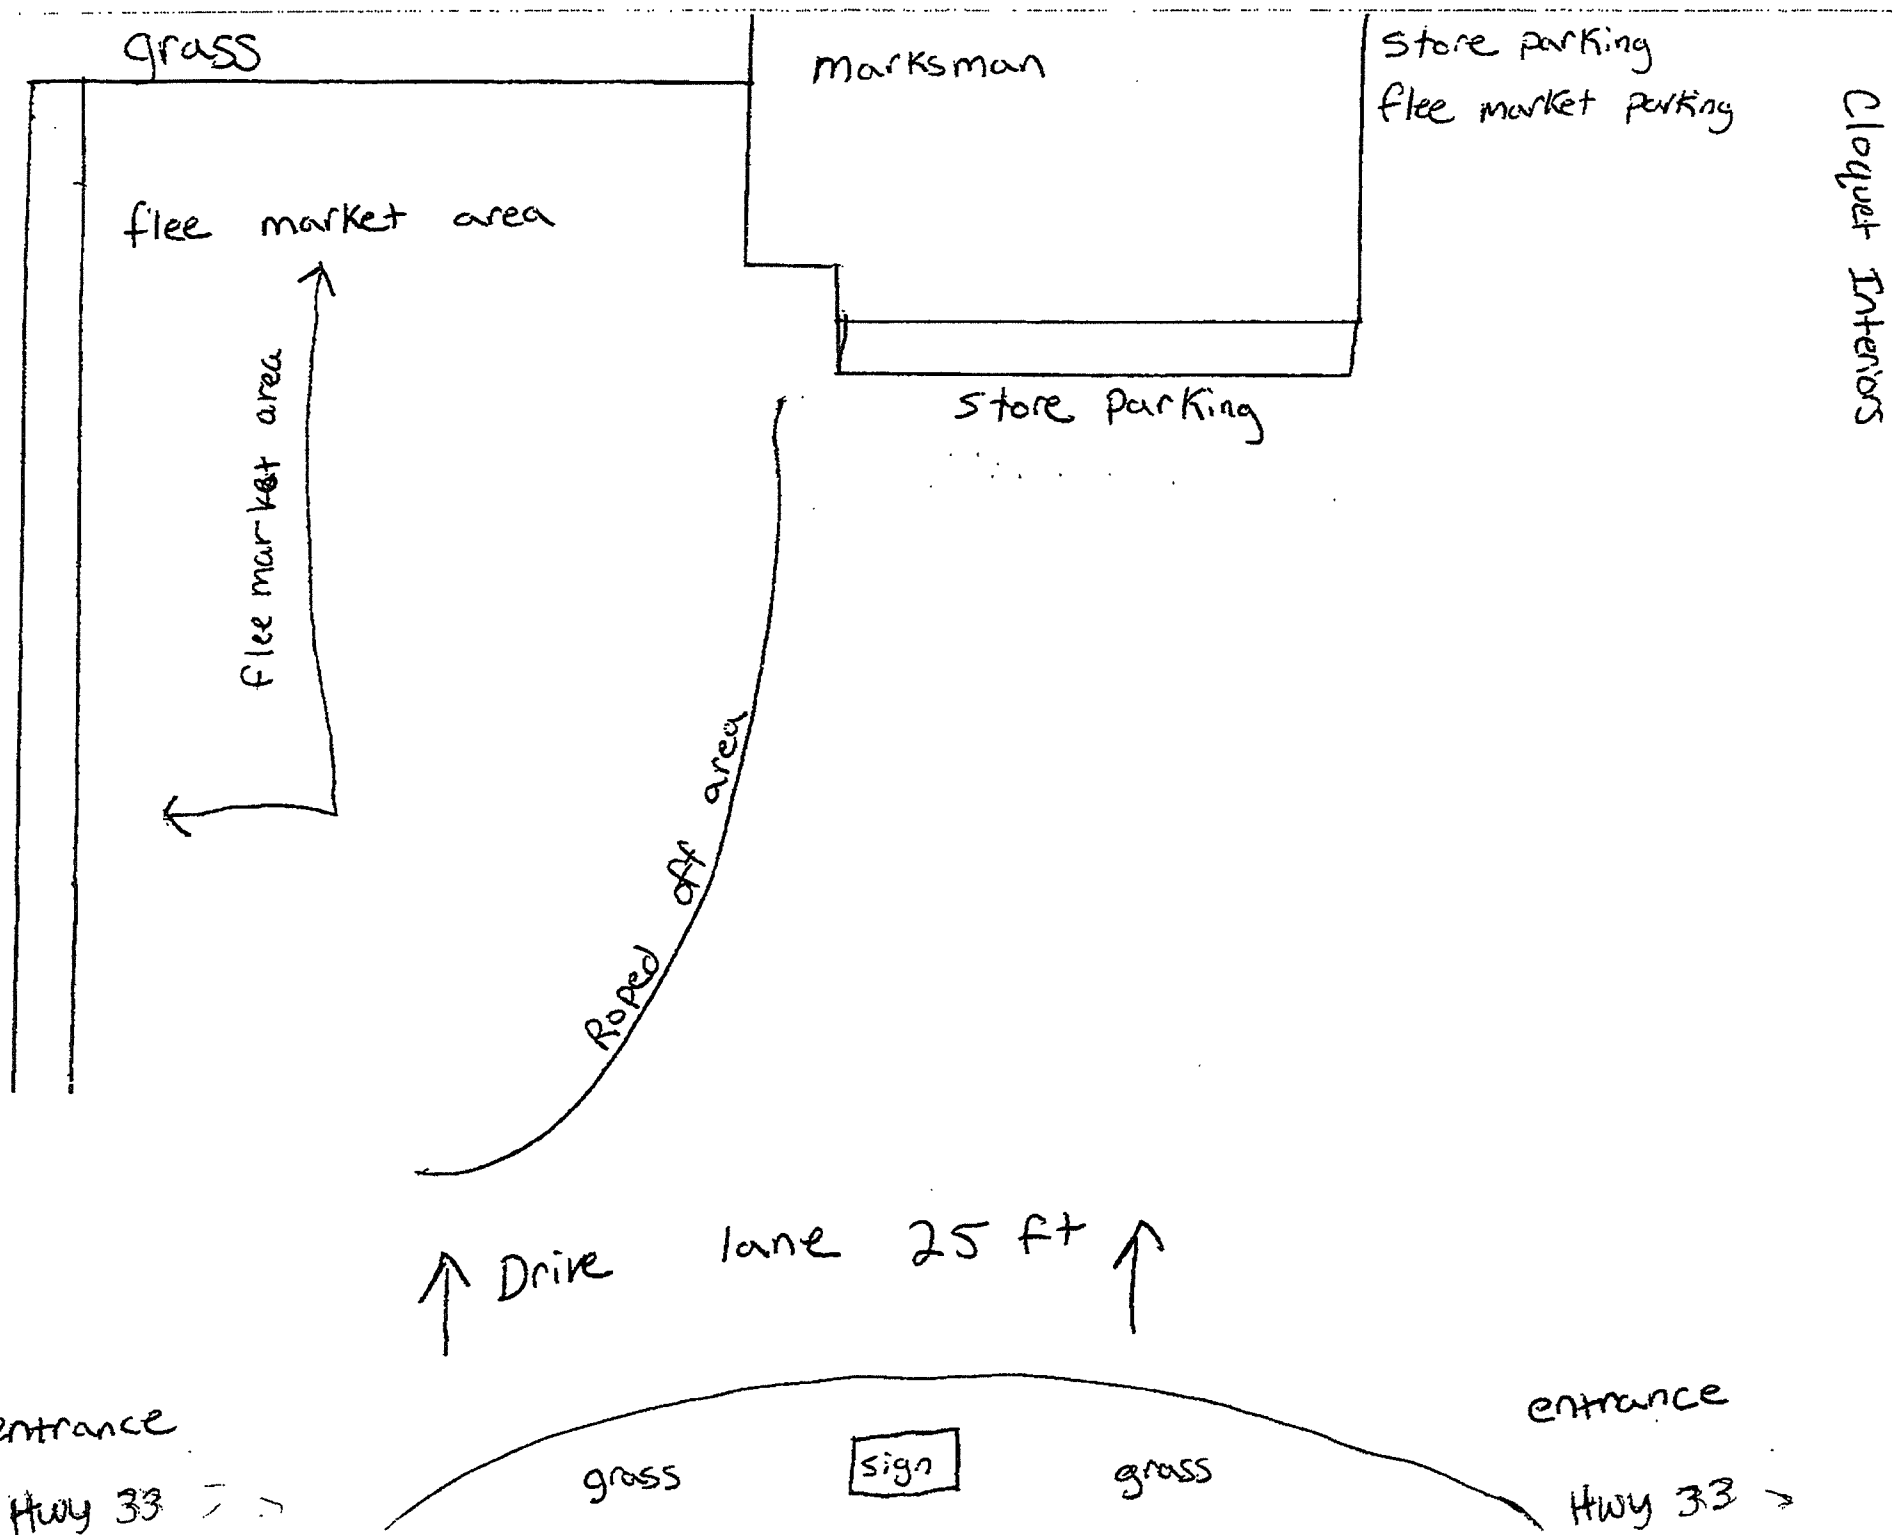 grass
marksman
store parking
flee market parking
Cloquet Interiors
flee market area
flee market area
store parking
Roped off area
Drive lane 25 ft
entrance
entrance
grass
sign
grass
Hwy 33
Hwy 33